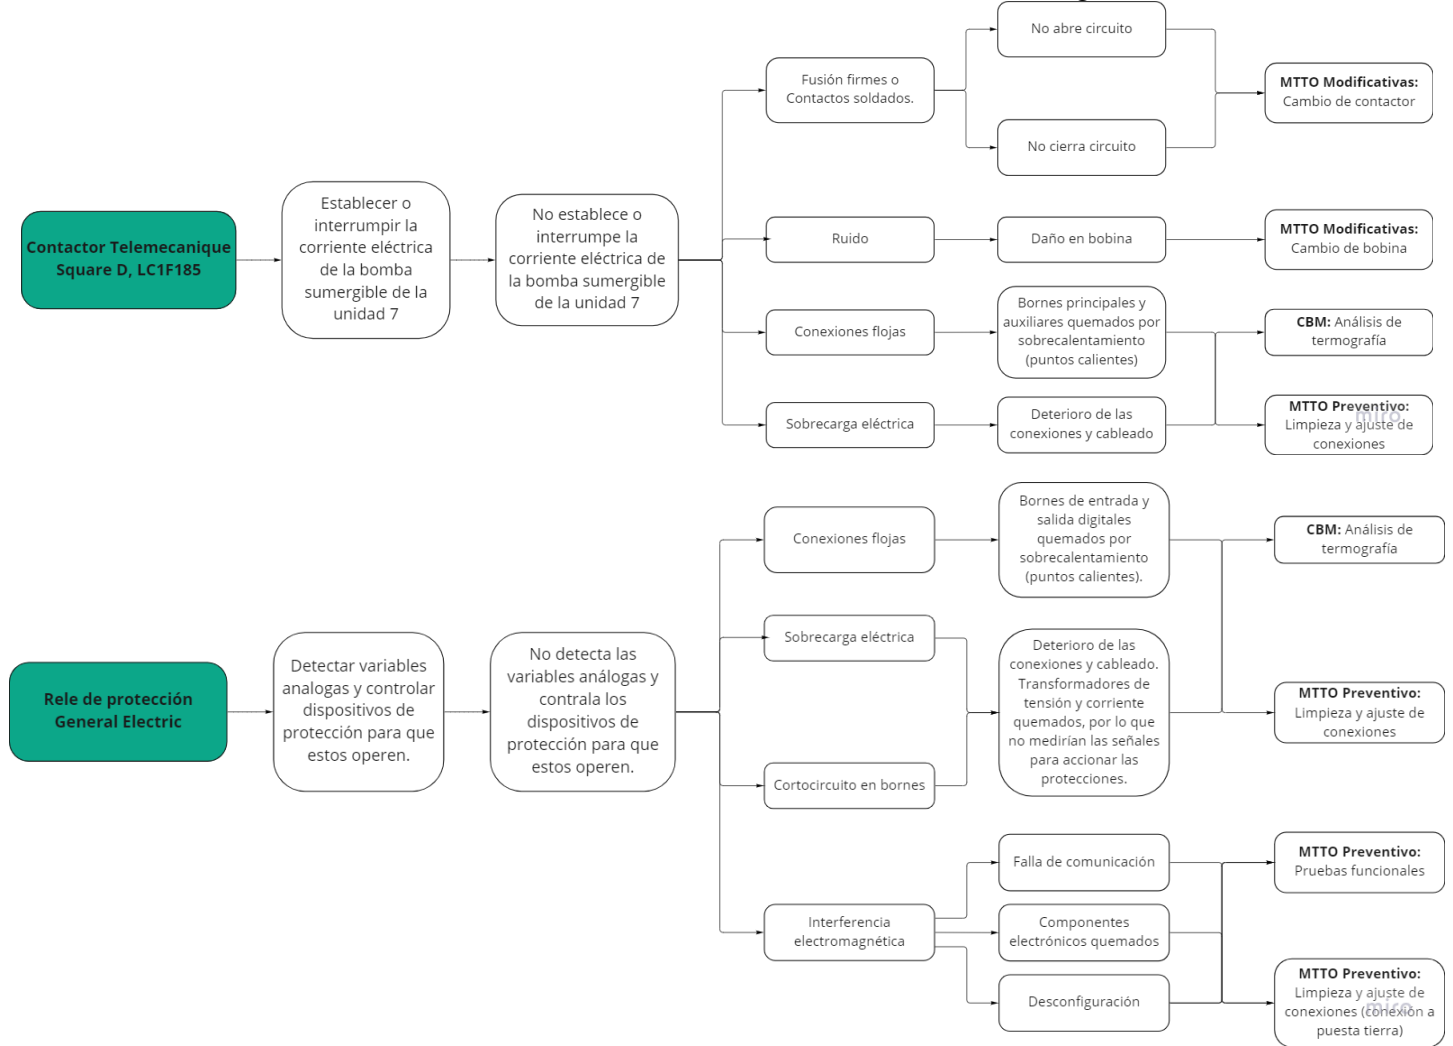 Contactor Telemecanique
Square D, LC1F185
Establecer o
interrumpir la
corriente eléctrica
de la bomba
sumergible de la
unidad 7
No establece o
interrumpe la
corriente eléctrica de
la bomba sumergible
de la unidad 7
Fusión firmes o
Contactos soldados.
No abre circuito
No cierra circuito
MTTO Modificativas:
Cambio de contactor
Ruido
Daño en bobina
MTTO Modificativas:
Cambio de bobina
Conexiones flojas
Bornes principales y
auxiliares quemados por
sobrecalentamiento
(puntos calientes)
CBM: Análisis de
termografía
Sobrecarga eléctrica
Deterioro de las
conexiones y cableado
MTTO Preventivo:
Limpieza y ajuste de
conexiones
miro
Rele de protección
General Electric
Detectar variables
analogas y controlar
dispositivos de
protección para que
estos operen.
No detecta las
variables análogas y
contrala los
dispositivos de
protección para que
estos operen.
Conexiones flojas
Bornes de entrada y
salida digitales
quemados por
sobrecalentamiento
(puntos calientes).
CBM: Análisis de
termografía
Sobrecarga eléctrica
Cortocircuito en bornes
Deterioro de las
conexiones y cableado.
Transformadores de
tensión y corriente
quemados, por lo que
no medirían las señales
para accionar las
protecciones.
MTTO Preventivo:
Limpieza y ajuste de
conexiones
Interferencia
electromagnética
Falla de comunicación
Componentes
electrónicos quemados
Desconfiguración
MTTO Preventivo:
Pruebas funcionales
MTTO Preventivo:
Limpieza y ajuste de
conexiones (conexión a
puesta tierra)
miro